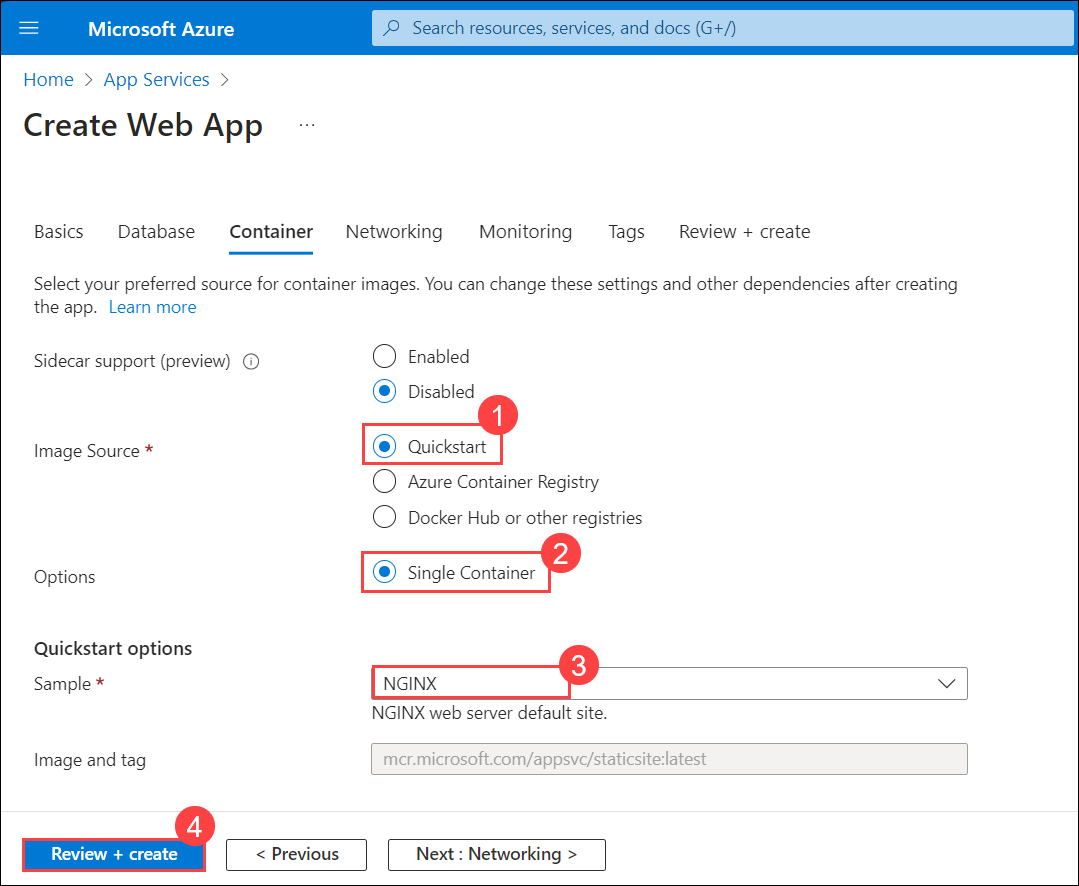 Microsoft Azure
Search resources, services, and docs (G+/)
Home > App Services >
Create Web App ...
Basics Database Container Networking Monitoring Tags Review + create
Select your preferred source for container images. You can change these settings and other dependencies after creating
the app. Learn more
Sidecar support (preview)
Enabled
Disabled
1
Image Source *
Quickstart
Azure Container Registry
Docker Hub or other registries
2
Options
Single Container
Quickstart options
3
Sample *
NGINX
NGINX web server default site.
Image and tag
mcr.microsoft.com/appsvc/staticsite:latest
4
Review + create
< Previous
Next : Networking >